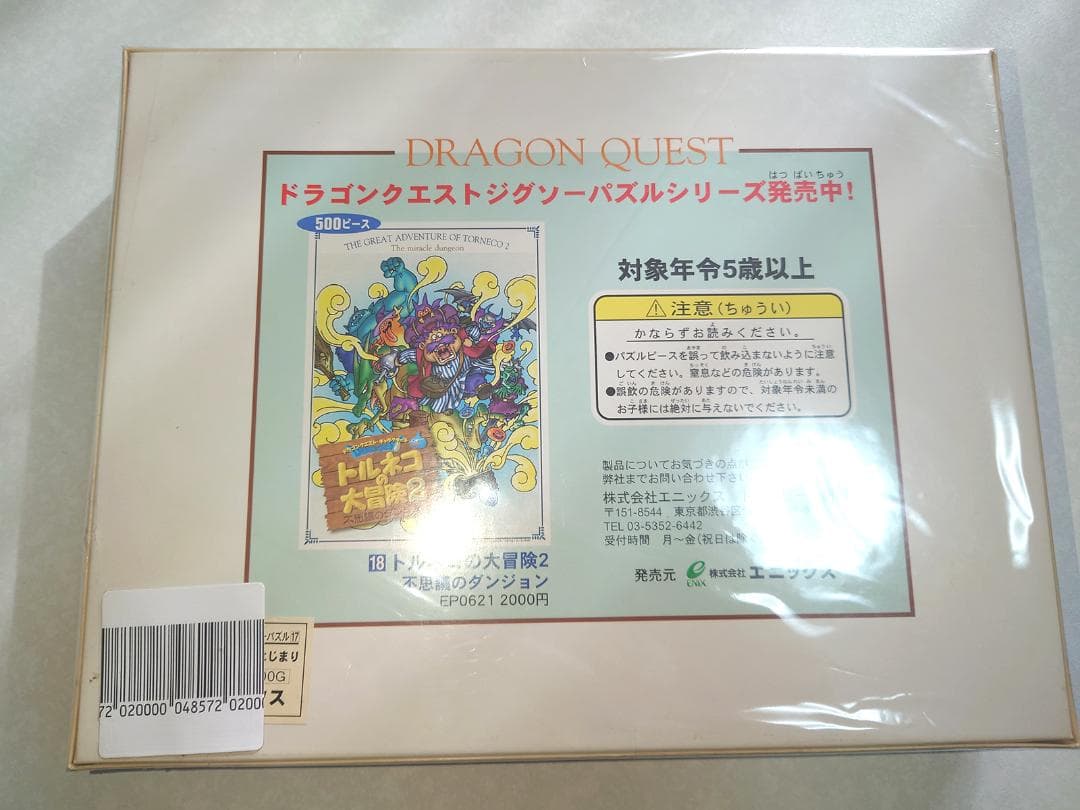 DRAGON QUEST
はつ ばい ちゅう
ドラゴンクエストジグソーパズルシリーズ発売中!
500ピース
THE GREAT ADVENTURE OF TORNECO 2
The miracle dungeon
トルネコ
の
大冒険2
不思議のダンジョン
18 トルネコの大冒険2
不思議のダンジョン
EP0621 2000円
対象年令5歳以上
注意(ちゅうい)
かならずお読みください。
●パズルピースを誤って飲み込まないように注意
してください。窒息などの危険があります。
●誤飲の危険がありますので、対象年令未満の
お子様には絶対に与えないでください。
製品についてお気づきの点が
弊社までお問い合わせ下さ
株式会社エニックス
〒151-8544 東京都渋谷区
TEL 03-5352-6442
受付時間 月〜金(祝日は除
発売元 ENIX 株式会社 エニックス
パズル17
はじまり
00G
ス
72 020000 048572 0200